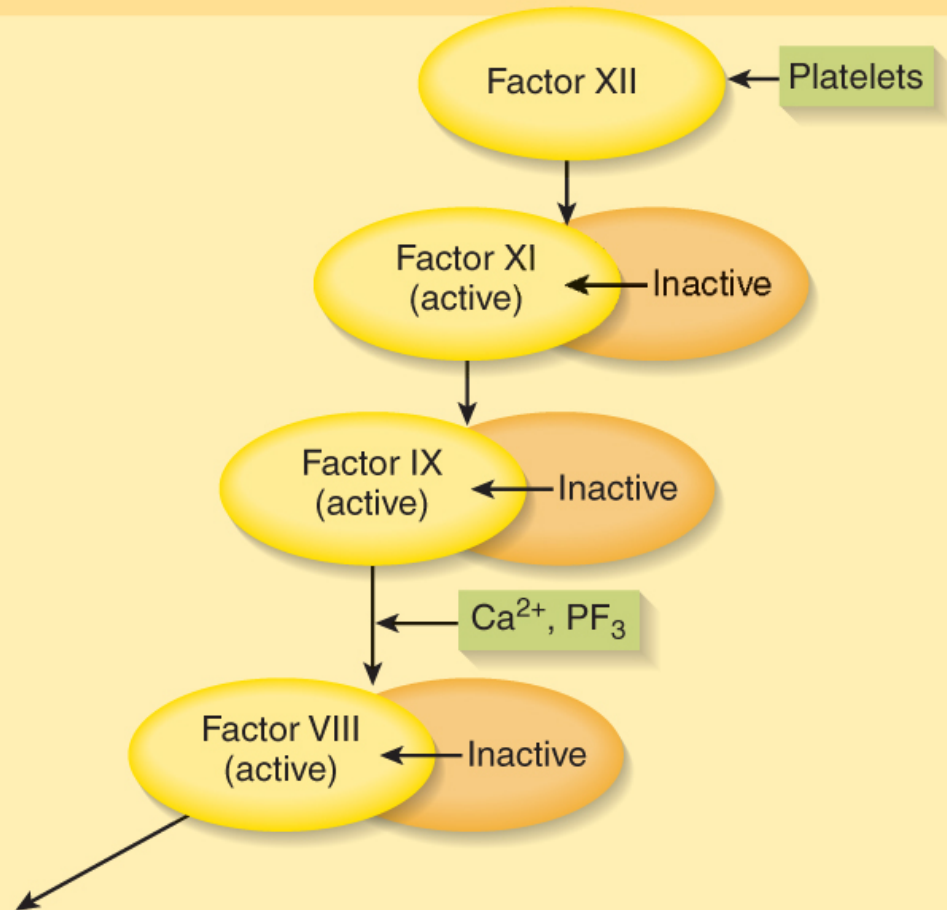 Factor XII
Platelets
Factor XI
(active)
Inactive
Factor IX
(active)
Inactive
Ca²⁺, PF₃
Factor VIII
(active)
Inactive